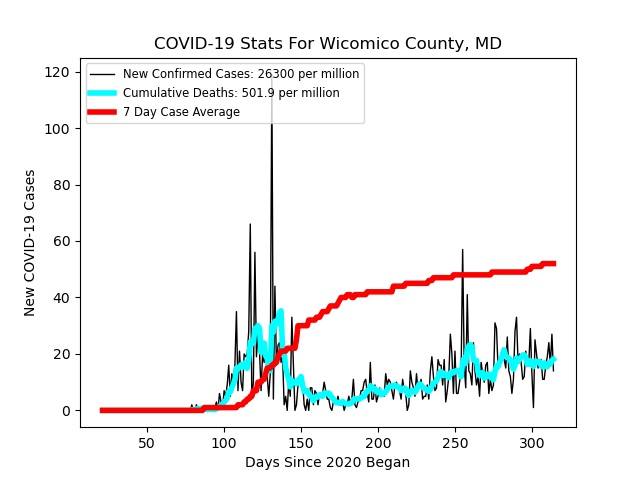 COVID-19 Stats For Wicomico County, MD
New Confirmed Cases: 26300 per million
Cumulative Deaths: 501.9 per million
7 Day Case Average
120
100
80
60
40
20
0
New COVID-19 Cases
50 100 150 200 250 300
Days Since 2020 Began